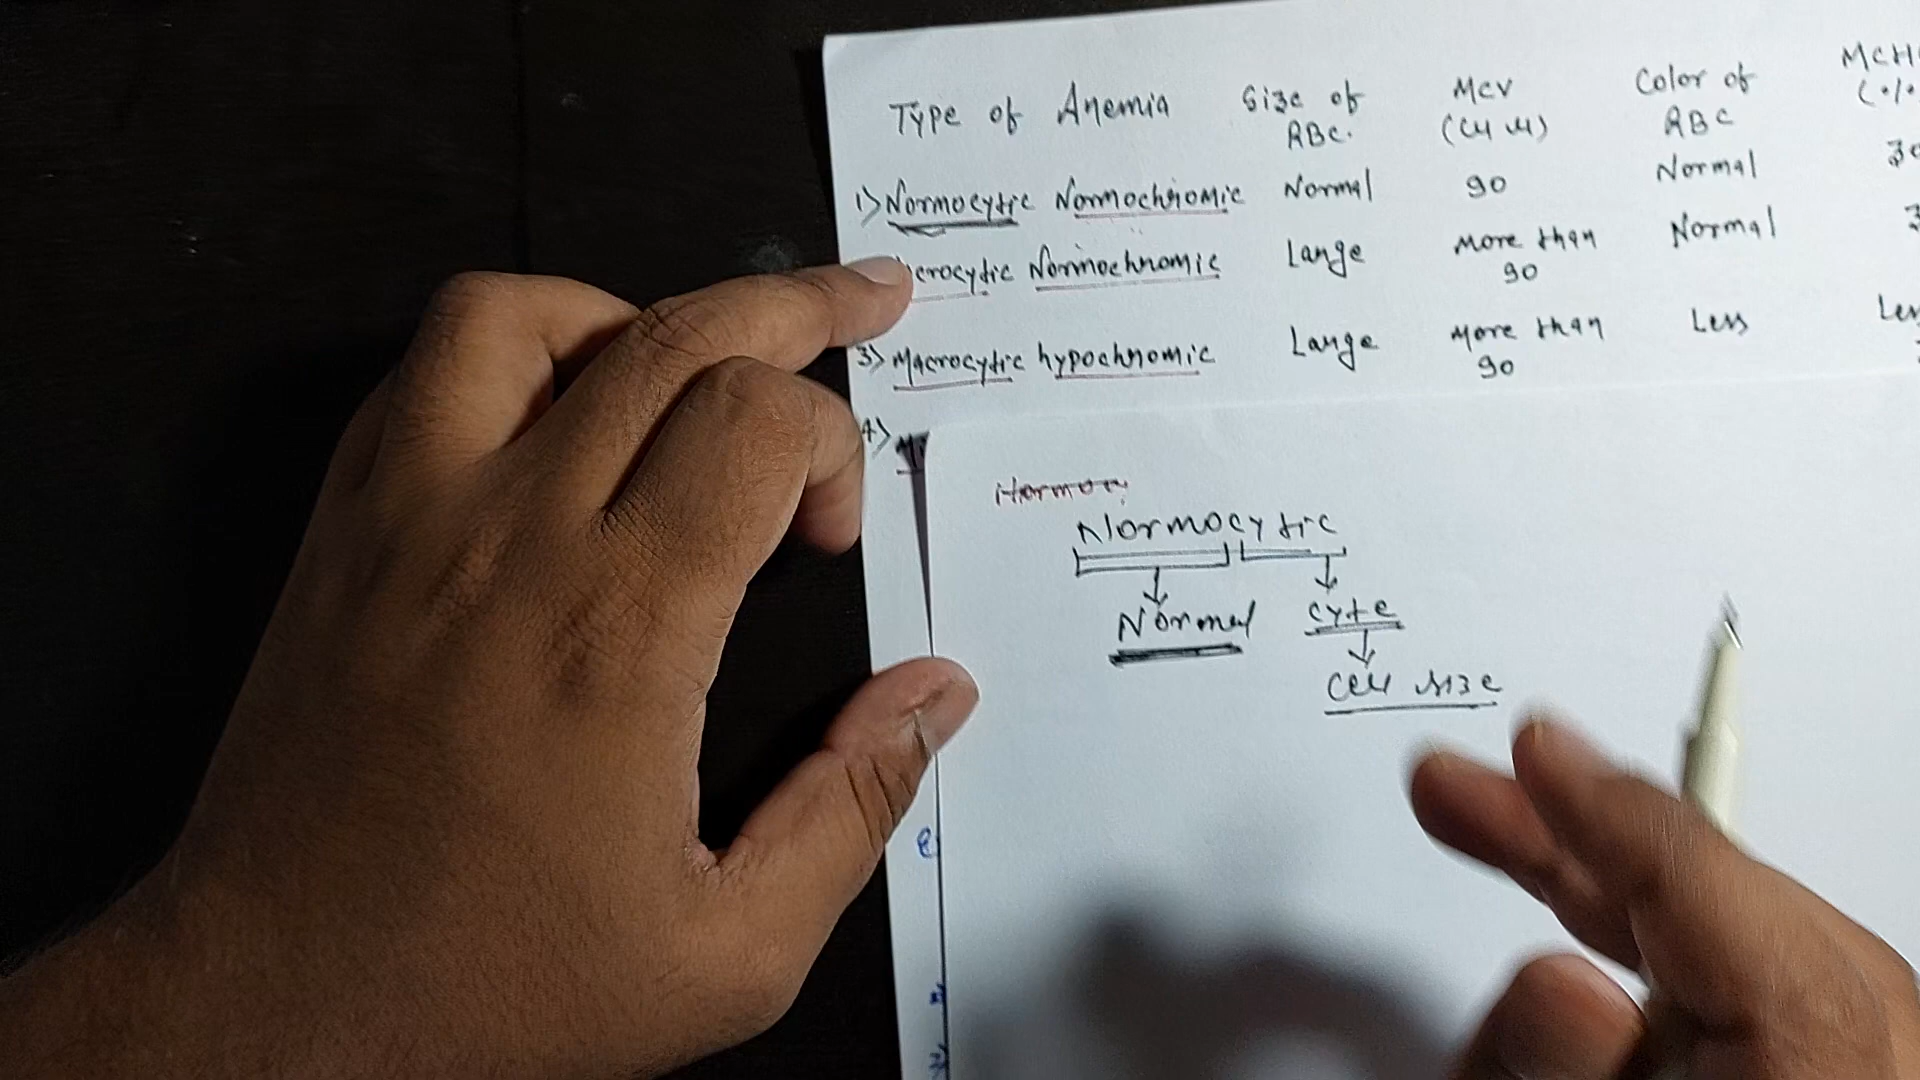 Type of Anemia Size of RBC. MCV (Cu u) Color of RBC
1) Normocytic Normochromic Normal 90 Normal
crocytic Normochromic Large More than 90 Normal
3) Macrocytic hypochromic Large More than 90 Less
4)
Normocytic
Normal cyte
Cell size